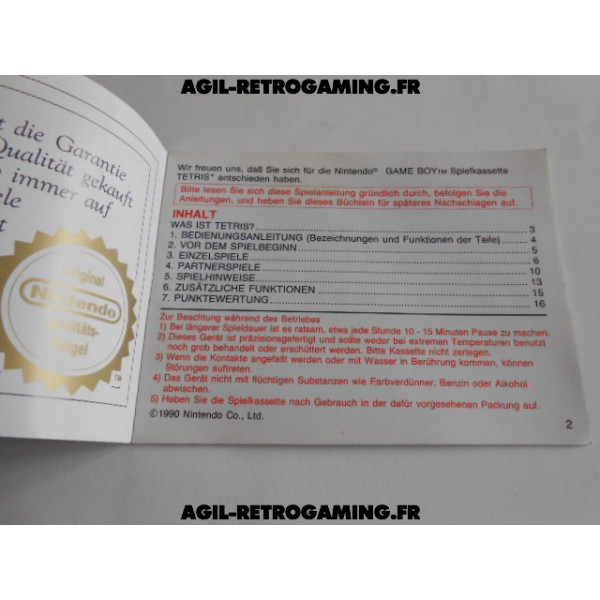 AGIL-RETROGAMING.FR
t die Garantie
Qualität gekauft
immer auf
ele
t
Original
Nintendo
Qualitäts-
siegel
TM
Wir freuen uns, daß Sie sich für die Nintendo® GAME BOY™ Spielkassette
TETRIS* entschieden haben.
Bitte lesen Sie sich diese Spielanleitung gründlich durch, befolgen Sie die
Anleitungen, und heben Sie dieses Büchlein für späteres Nachschlagen auf.
INHALT
WAS IST TETRIS? 3
1. BEDIENUNGSANLEITUNG (Bezeichnungen und Funktionen der Teile) 4
2. VOR DEM SPIELBEGINN 5
3. EINZELSPIELE 6
4. PARTNERSPIELE 10
5. SPIELHINWEISE 13
6. ZUSÄTZLICHE FUNKTIONEN 15
7. PUNKTEWERTUNG 16
Zur Beachtung während des Betriebes
1) Bei längerer Spieldauer ist es ratsam, etwa jede Stunde 10 - 15 Minuten Pause zu machen.
2) Dieses Gerät ist präzisionsgefertigt und sollte weder bei extremen Temperaturen benutzt
noch grob behandelt oder erschüttert werden. Bitte Kassette nicht zerlegen.
3) Wenn die Kontakte angefaßt werden oder mit Wasser in Berührung kommen, können
Störungen auftreten.
4) Das Gerät nicht mit flüchtigen Substanzen wie Farbverdünner, Benzin oder Alkohol
abwischen.
5) Heben Sie die Spielkassette nach Gebrauch in der dafür vorgesehenen Packung auf.
©1990 Nintendo Co., Ltd.
2
AGIL-RETROGAMING.FR